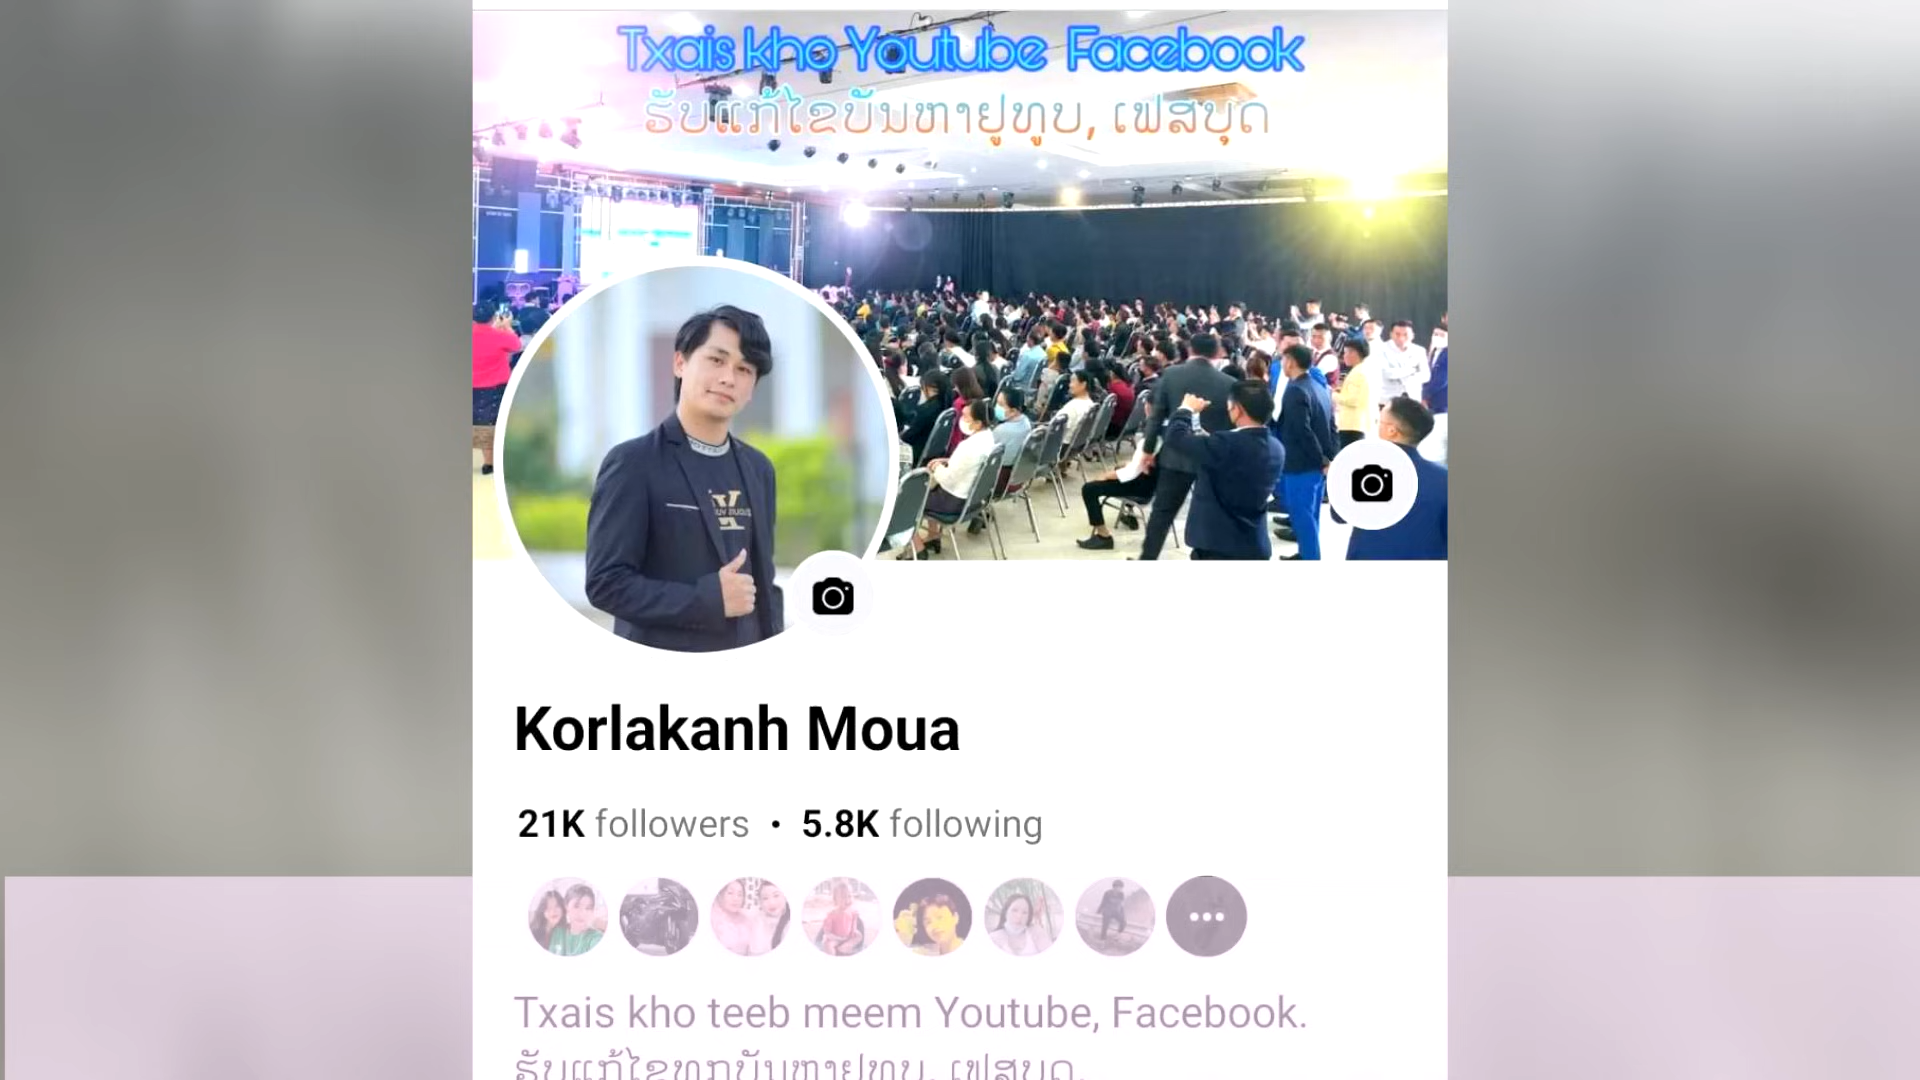 Txais kho Youtube Facebook
ຮັບແກ້ໄຂບັນຫາຢູທູບ, ເຟສບຸດ
Korlakanh Moua
21K followers • 5.8K following
Txais kho teeb meem Youtube, Facebook.